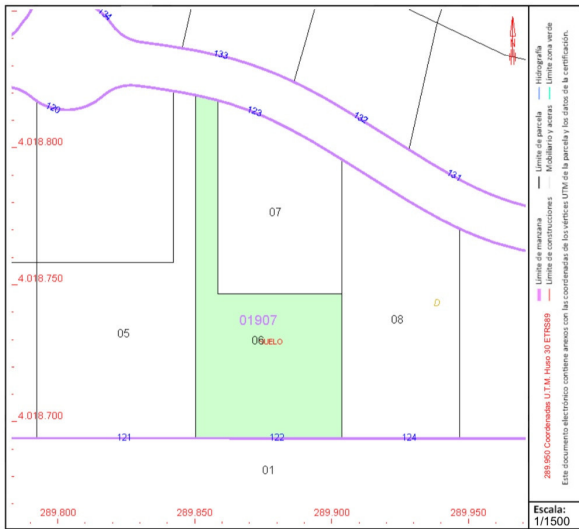 134
133
132
131
120
123
4.018.800
07
4.018.750
D
01907
08
05
06
SUELO
4.018.700
121
122
124
01
289.800
289.850
289.900
289.950
289.950 Coordenadas U.T.M. Huso 30 ETRS89
Límite de manzana
Límite de parcela
Hidrografía
Límite de construcciones
Mobiliario y aceras
Límite zona verde
Este documento electrónico contiene anexos con las coordenadas de los vértices UTM de la parcela y los datos de la certificación.
Escala:
1/1500